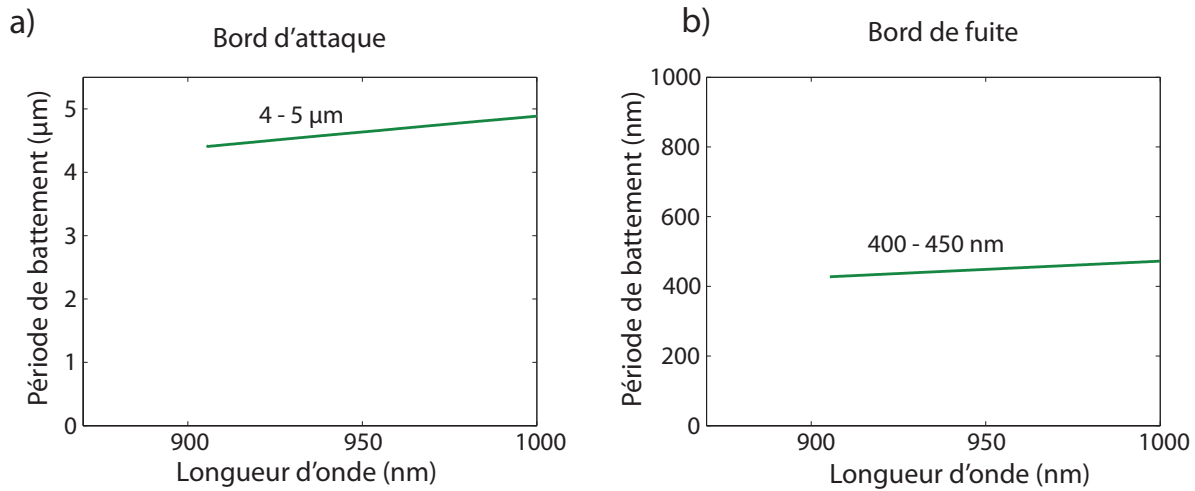 a)
Bord d'attaque
Période de battement (µm)
5
4
3
2
1
0
4 - 5 µm
900
950
1000
Longueur d'onde (nm)
b)
Bord de fuite
Période de battement (nm)
1000
800
600
400
200
0
400 - 450 nm
900
950
1000
Longueur d'onde (nm)